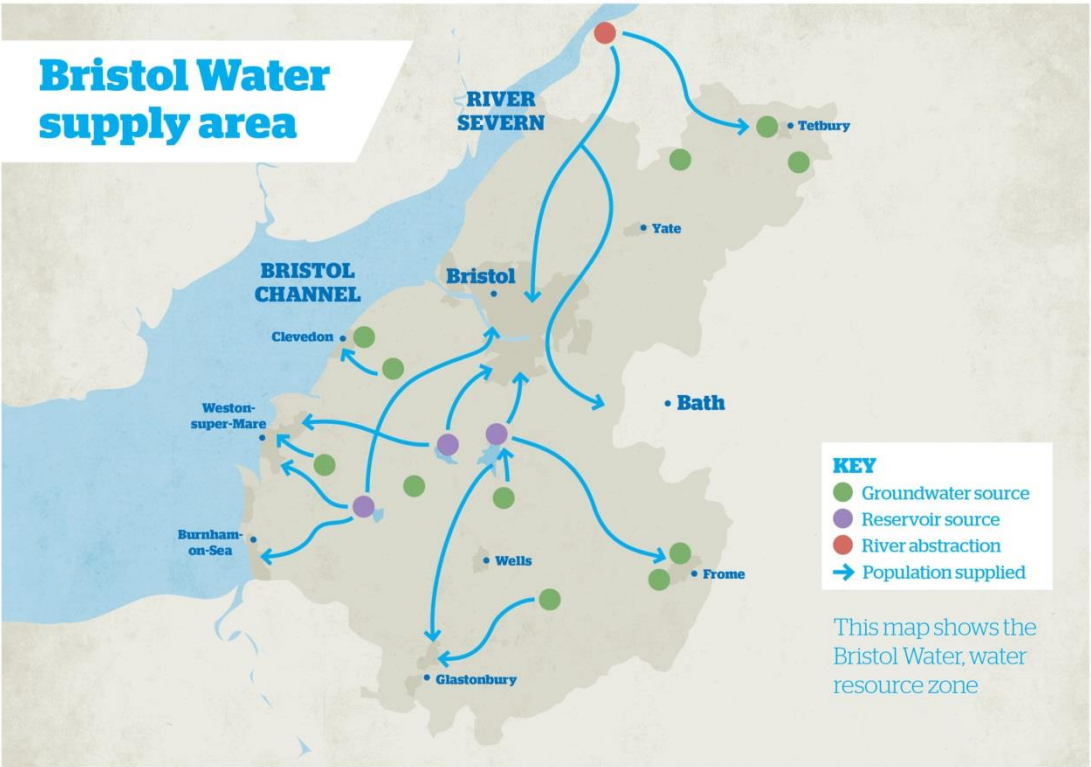 Bristol Water
supply area
RIVER
SEVERN
Tetbury
Yate
BRISTOL
CHANNEL
Bristol
Clevedon
Weston-
super-Mare
Bath
Burnham-
on-Sea
Wells
Frome
Glastonbury
KEY
Groundwater source
Reservoir source
River abstraction
Population supplied
This map shows the
Bristol Water, water
resource zone